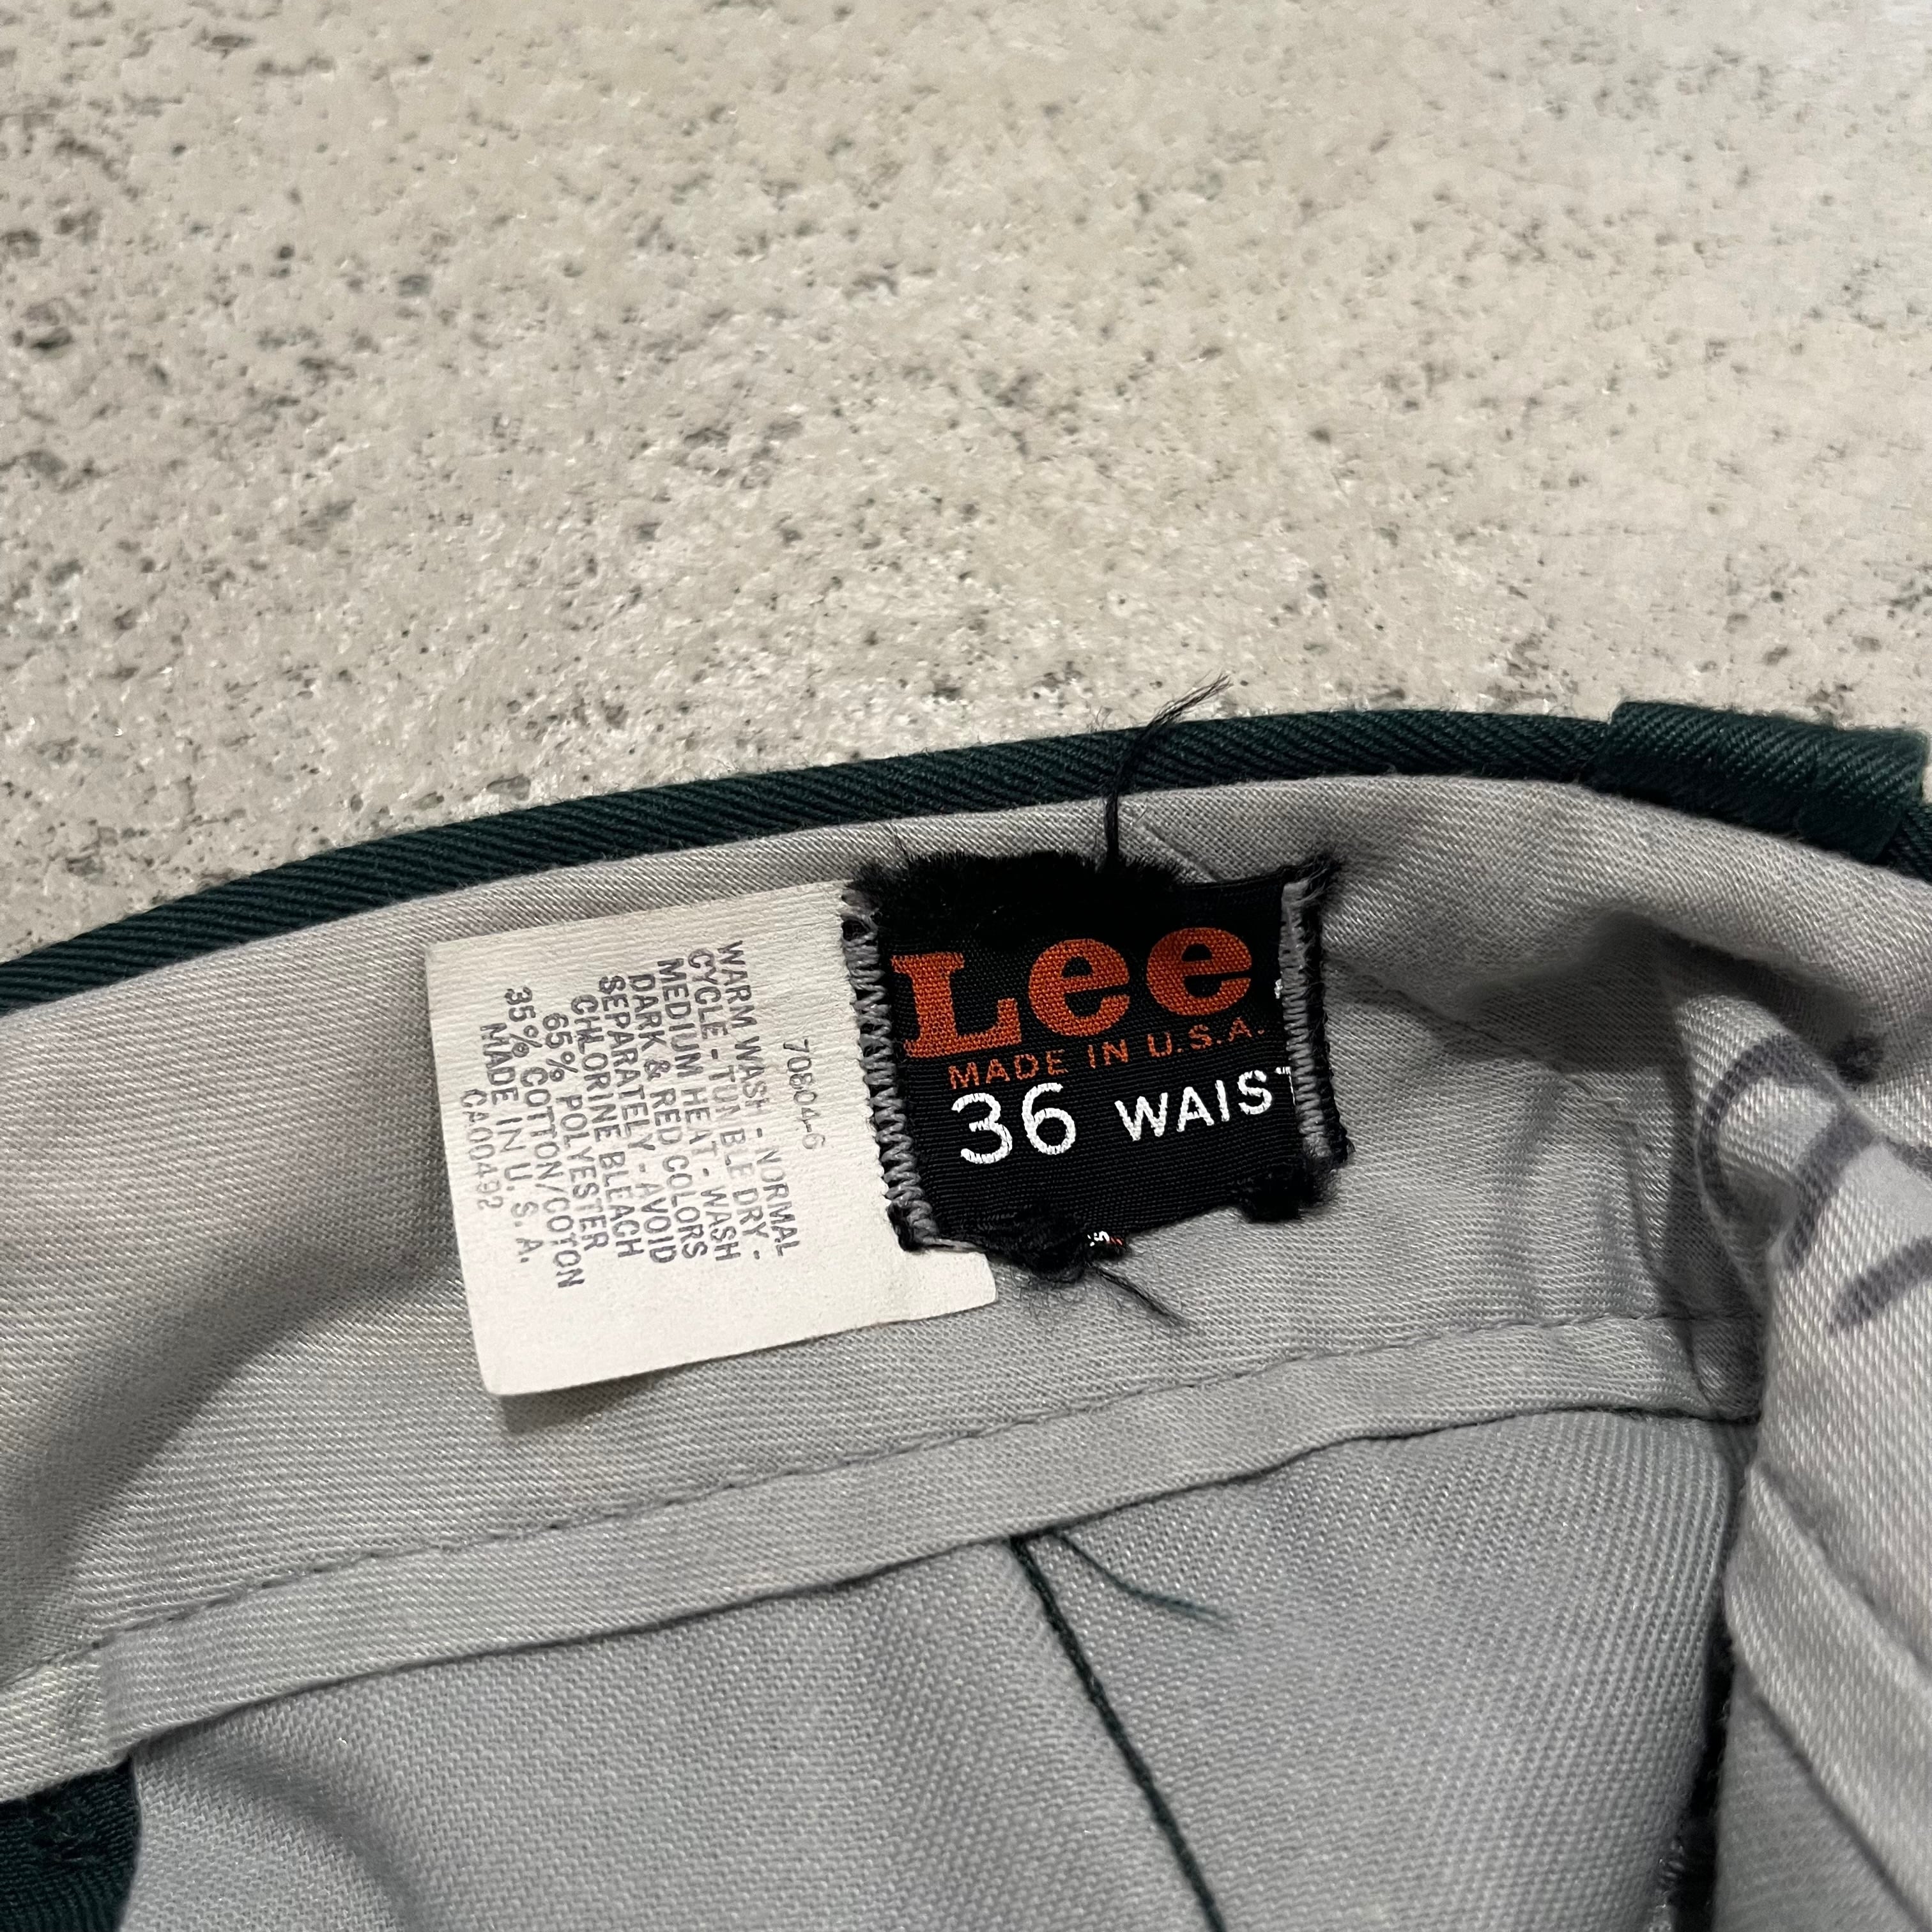 70804-6
WARM WASH - NORMAL
CYCLE - TUMBLE DRY -
MEDIUM HEAT - WASH
DARK & RED COLORS
SEPARATELY - AVOID
CHLORINE BLEACH
65% POLYESTER
35% COTTON/COTON
MADE IN U.S.A.
CA00492
Lee
MADE IN U.S.A.
36 WAIST